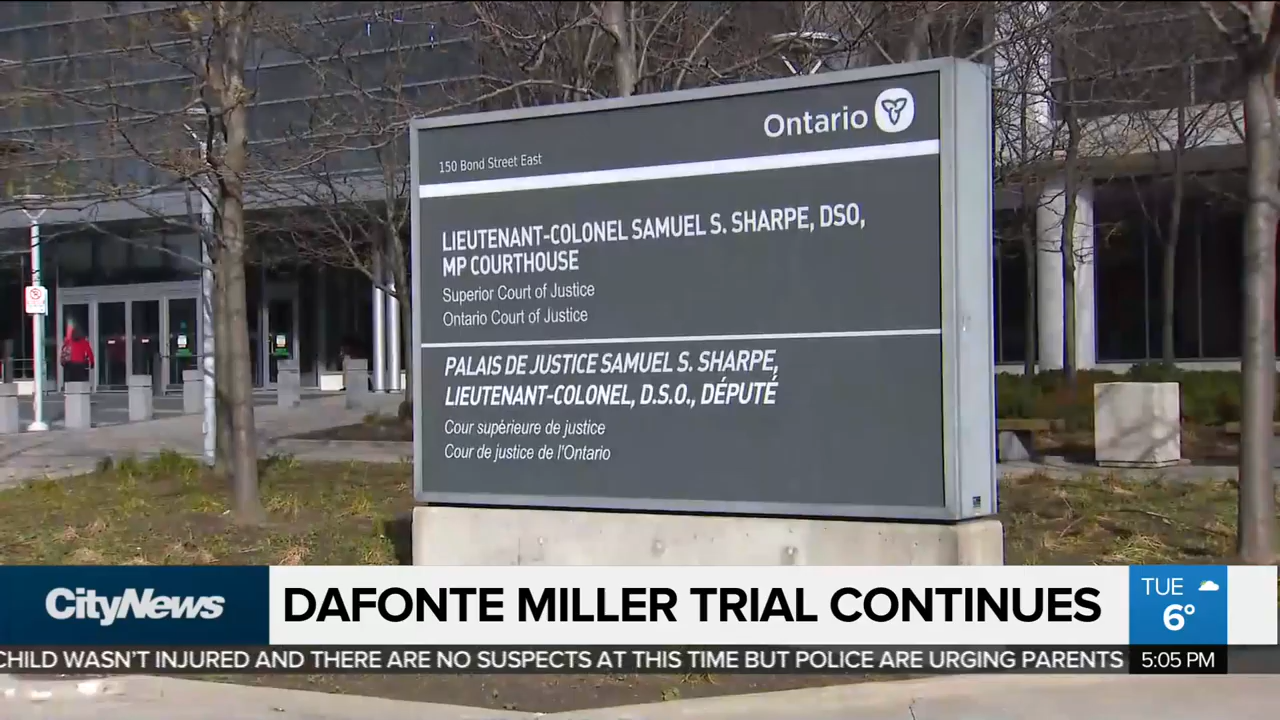 Ontario
150 Bond Street East
LIEUTENANT-COLONEL SAMUEL S. SHARPE, DSO,
MP COURTHOUSE
Superior Court of Justice
Ontario Court of Justice
PALAIS DE JUSTICE SAMUEL S. SHARPE,
LIEUTENANT-COLONEL, D.S.O., DÉPUTÉ
Cour supérieure de justice
Cour de justice de l'Ontario
CityNews
DAFONTE MILLER TRIAL CONTINUES
TUE
6°
CHILD WASN'T INJURED AND THERE ARE NO SUSPECTS AT THIS TIME BUT POLICE ARE URGING PARENTS
5:05 PM